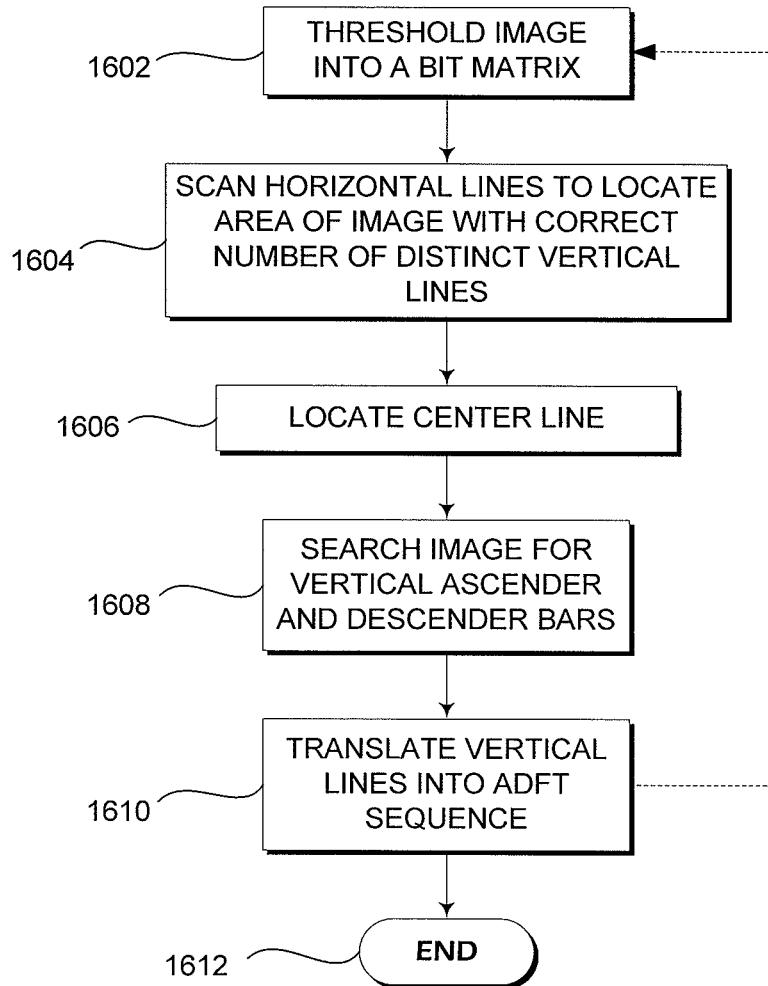 THRESHOLD IMAGE
INTO A BIT MATRIX
1602
SCAN HORIZONTAL LINES TO LOCATE
AREA OF IMAGE WITH CORRECT
NUMBER OF DISTINCT VERTICAL
LINES
1604
LOCATE CENTER LINE
1606
SEARCH IMAGE FOR
VERTICAL ASCENDER
AND DESCENDER BARS
1608
TRANSLATE VERTICAL
LINES INTO ADFT
SEQUENCE
1610
END
1612